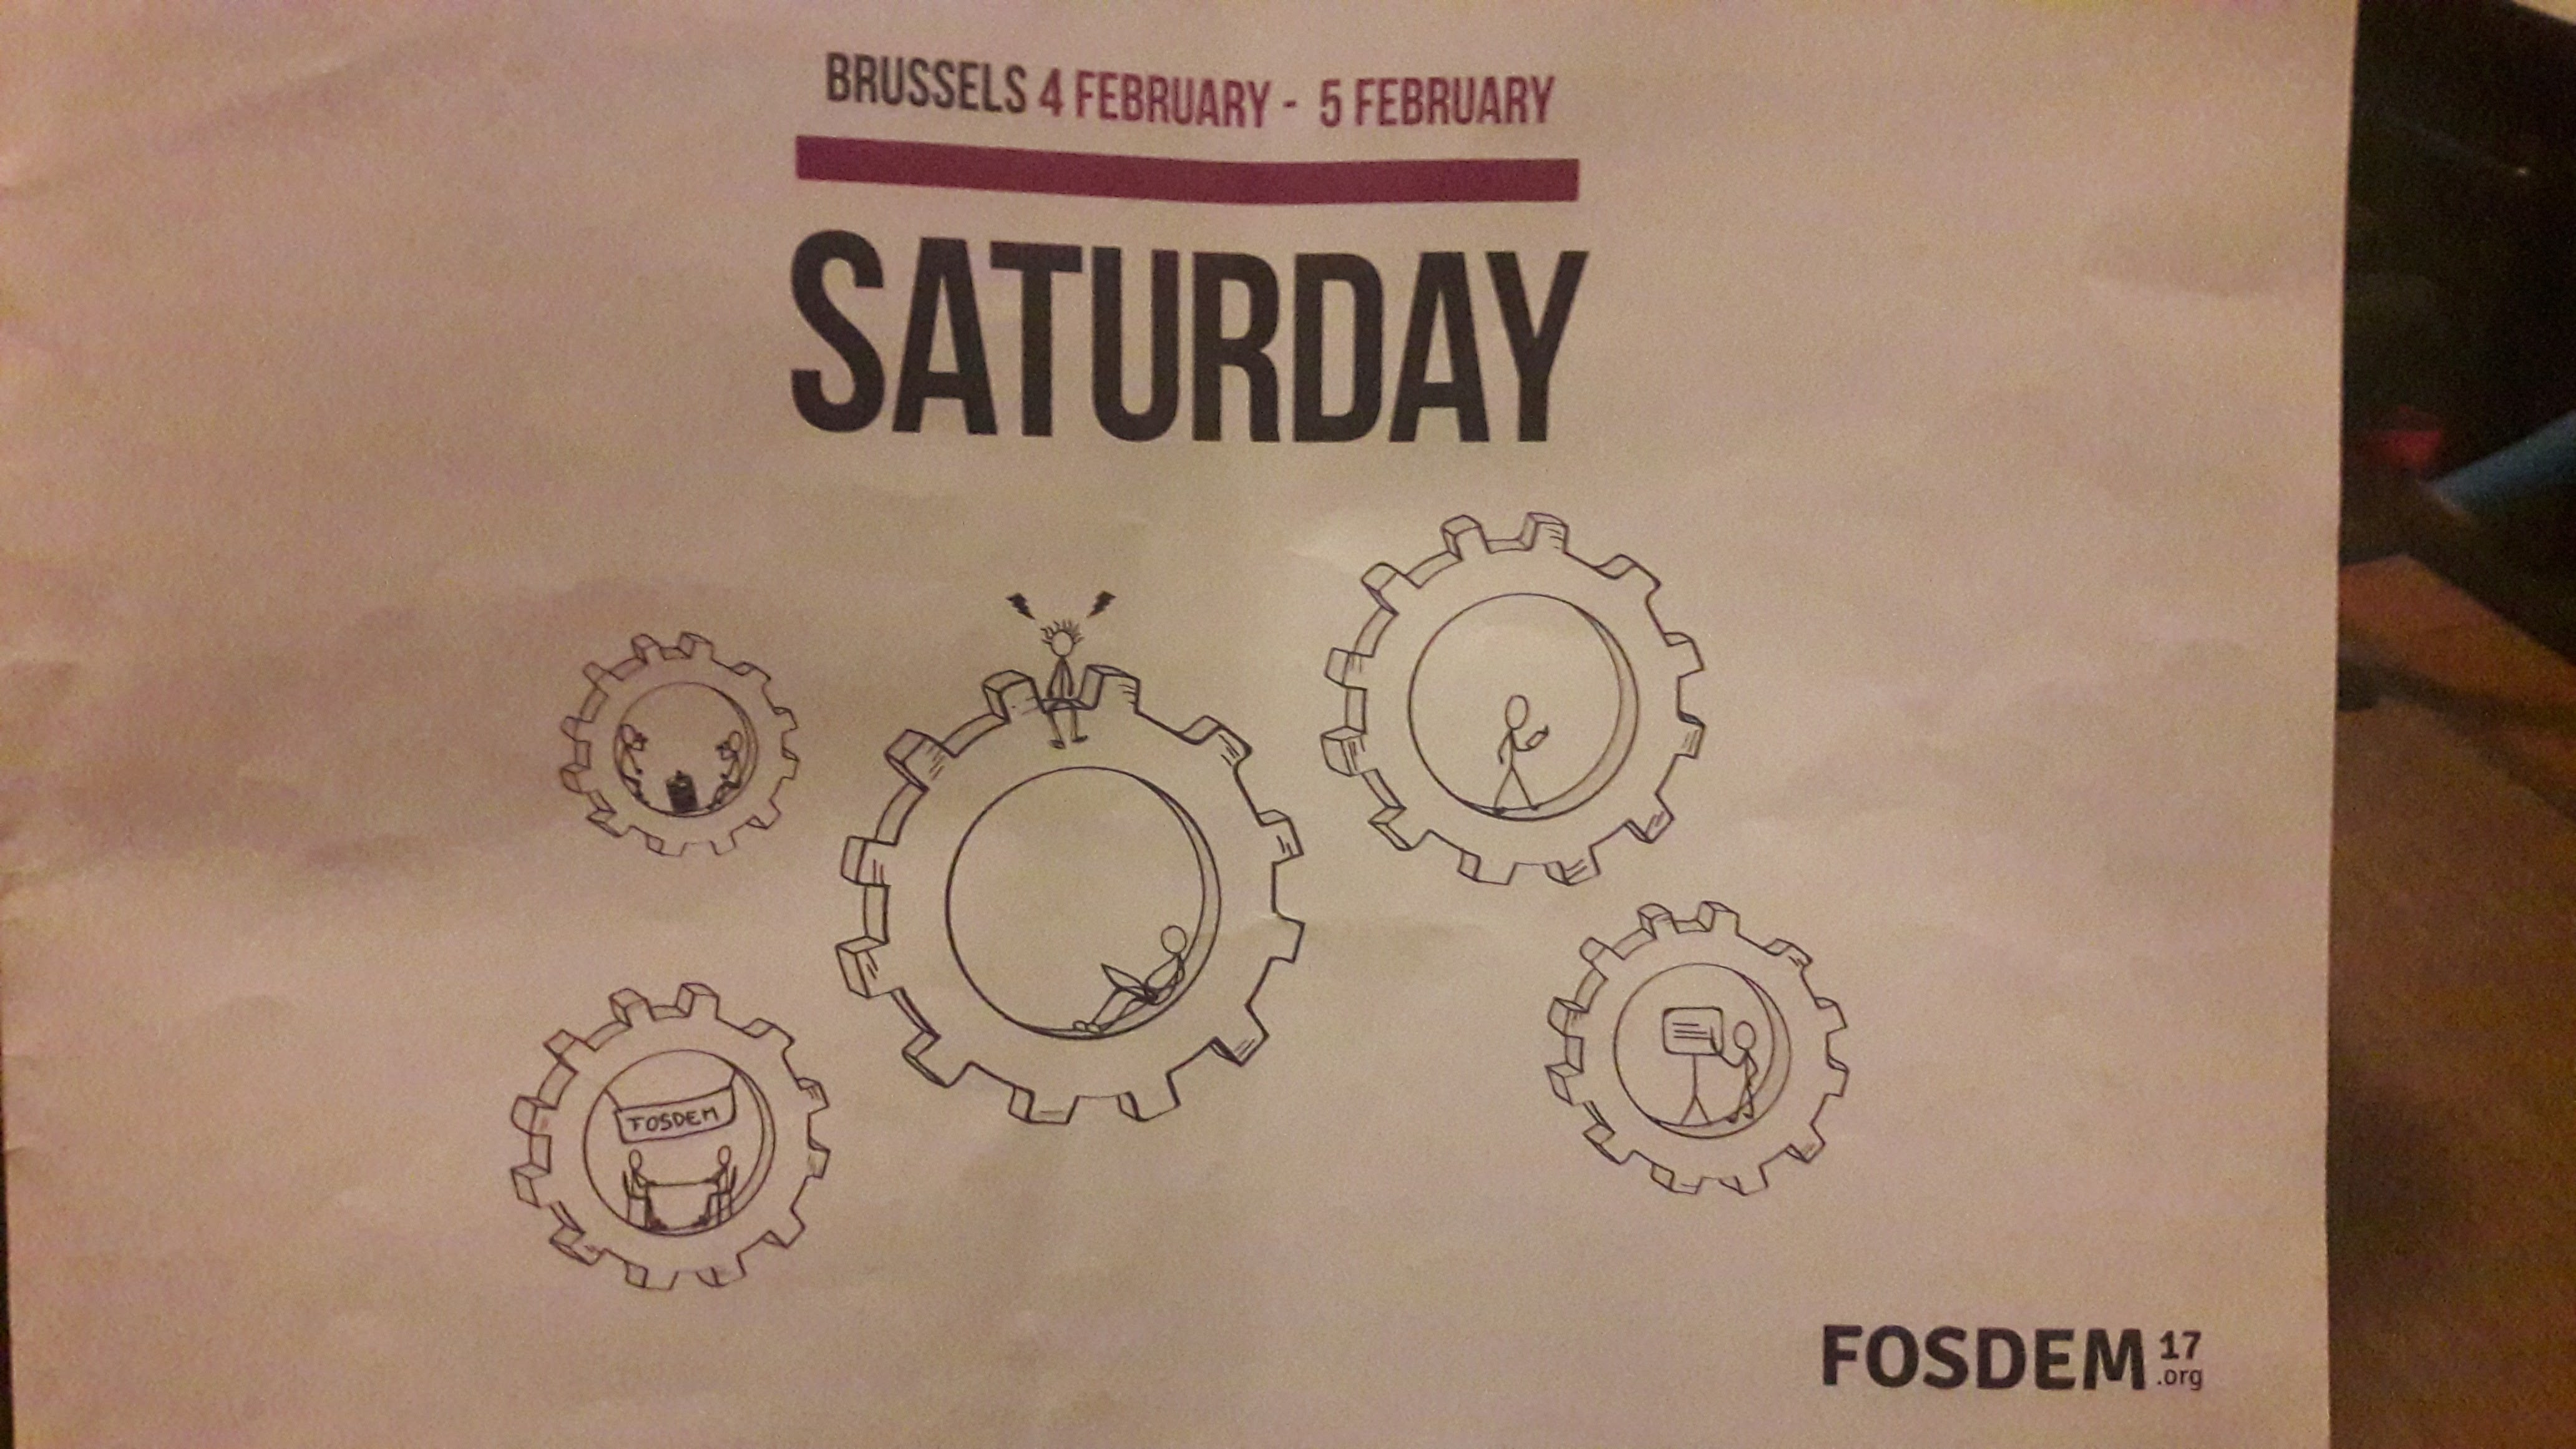 BRUSSELS 4 FEBRUARY - 5 FEBRUARY
SATURDAY
FOSDEM
FOSDEM 17
.org